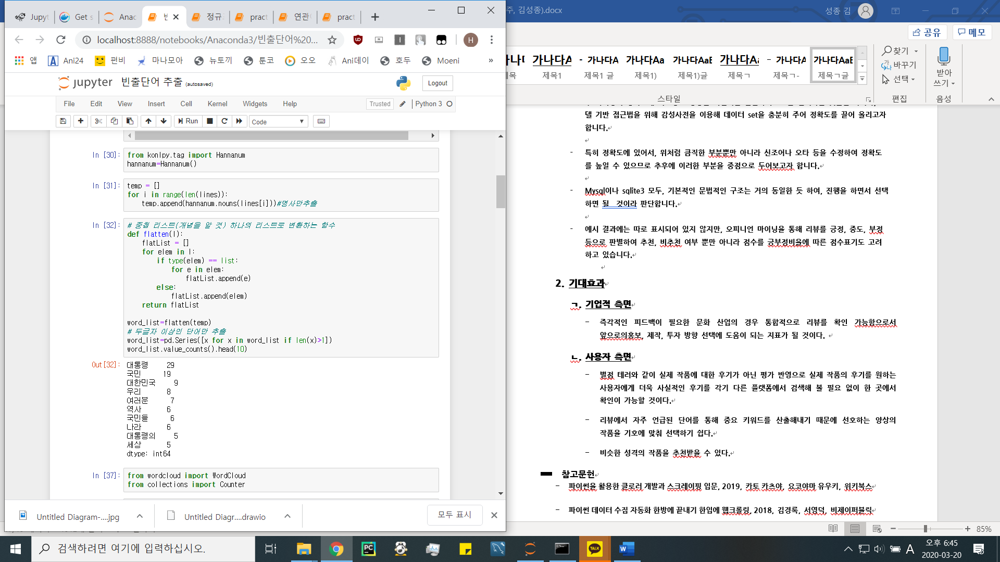 Jupyt
Get s
Anac
빈
정규
pract
연관
pract
localhost:8888/notebooks/Anaconda3/빈출단어%20...
H
앱
Ani24
펀비
마나모아
뉴토끼
툰코
오오
Ani데이
호두
Moeni
»
jupyter 빈출단어 추출 (autosaved)
Logout
File Edit View Insert Cell Kernel Widgets Help
Trusted
Python 3
Run
Code
In [30]:
from konlpy.tag import Hannanum
hannanum=Hannanum()
In [31]:
temp = []
for i in range(len(lines)):
temp.append(hannanum.nouns(lines[i]))#명사만추출
In [32]:
# 중첩 리스트(개념을 알 것) 하나의 리스트로 변환하는 함수
def flatten(l):
flatList = []
for elem in l:
if type(elem) == list:
for e in elem:
flatList.append(e)
else:
flatList.append(elem)
return flatList
word_list=flatten(temp)
# 두글자 이상인 단어만 추출
word_list=pd.Series([x for x in word_list if len(x)>1])
word_list.value_counts().head(10)
Out[32]:
대통령 29
국민 19
대한민국 9
우리 8
여러분 7
역사 6
국민들 6
나라 6
대통령의 5
세상 5
dtype: int64
In [37]:
from wordcloud import WordCloud
from collections import Counter
Untitled Diagram-....jpg
Untitled Diagr....drawio
모두 표시
주, 김성종).docx
성종 김
공유
메모
가나다A 제목1
- 가나다A 제목1 글
가나다Aa 제목1)
가나다AaE 제목1)글
가나다Aa 제목ㄱ
- 가나다A 제목ㄱ-
가나다AaE 제목ㄱ글
스타일
찾기
바꾸기
선택
편집
받아
쓰기
음성
델 기반 접근법을 위해 감성사전을 이용해 데이터 set을 충분히 주어 정확도를 끌어 올리고자
합니다.
- 특히 정확도에 있어서, 위처럼 큼직한 부분뿐만 아니라 신조어나 오타 등을 수정하여 정확도
를 높일 수 있으므로 추후에 이러한 부분을 중점으로 두어보고자 합니다.
- Mysql이나 sqlite3 모두, 기본적인 문법적인 구조는 거의 동일한 듯 하여, 진행을 하면서 선택
하면 될 것이라 판단합니다.
- 예시 결과에는 따로 표시되어 있지 않지만, 오피니언 마이닝을 통해 리뷰를 긍정, 중도, 부정
등으로 판별하여 추천, 비추천 여부 뿐만 아니라 점수를 긍부정비율에 따른 점수표기도 고려
하고 있습니다.
2. 기대효과
ㄱ. 기업적 측면
- 즉각적인 피드백이 필요한 문화 산업의 경우 통합적으로 리뷰를 확인 가능함으로서
앞으로의홍보, 제작, 투자 방향 선택에 도움이 되는 지표가 될 것이다.
ㄴ. 사용자 측면
- 별점 테러와 같이 실제 작품에 대한 후기가 아닌 평가 반영으로 실제 작품의 후기를 원하는
사용자에게 더욱 사실적인 후기를 각기 다른 플랫폼에서 검색해 볼 필요 없이 한 곳에서
확인이 가능할 것이다.
- 리뷰에서 자주 언급된 단어를 통해 중요 키워드를 산출해내기 때문에 선호하는 양상의
작품을 기호에 맞춰 선택하기 쉽다.
- 비슷한 성격의 작품을 추천받을 수 있다.
참고문헌
- 파이썬을 활용한 클로러 개발과 스크레이핑 입문, 2019, 카토 카츠야, 요코야마 유우키, 위키북스
- 파이썬 데이터 수집 자동화 한방에 끝내기 한입에 웹크롤링, 2018, 김경록, 서영덕, 비제이퍼블릭
85%
검색하려면 여기에 입력하십시오.
PC
TALK
A
오후 6:45
2020-03-20